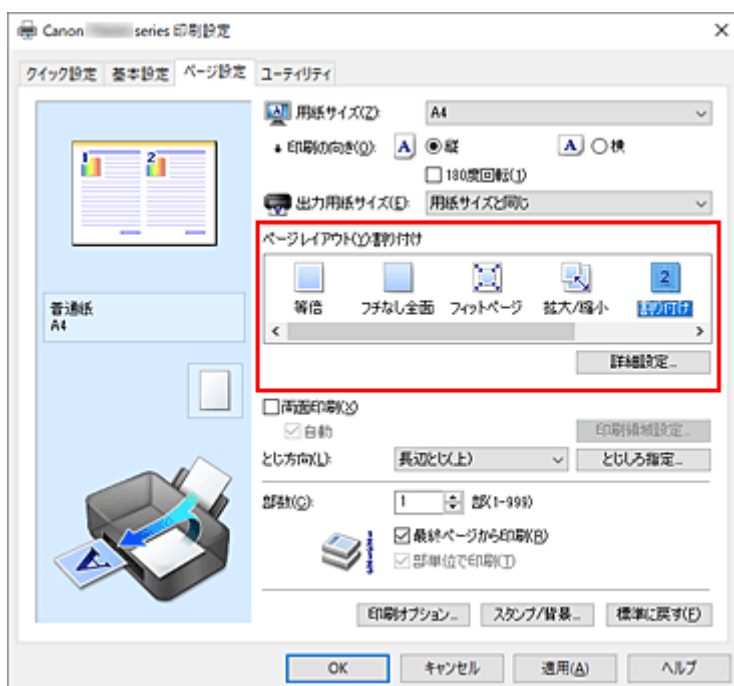 Canon series 印刷設定
クイック設定 基本設定 ページ設定 ユーティリティ
用紙サイズ(Z): A4
印刷の向き(O): A 縦 A 横
180度回転(J)
出力用紙サイズ(E): 用紙サイズと同じ
ページレイアウト(Y):割り付け
等倍 フチなし全面 フィットページ 拡大/縮小 割り付け
詳細設定...
1 2
2
普通紙
A4
両面印刷(X)
自動
印刷領域設定...
とじ方向(L): 長辺とじ(上) とじしろ指定...
部数(C): 1 部(1-999)
最終ページから印刷(R)
部単位で印刷(T)
印刷オプション... スタンプ/背景... 標準に戻す(F)
OK キャンセル 適用(A) ヘルプ